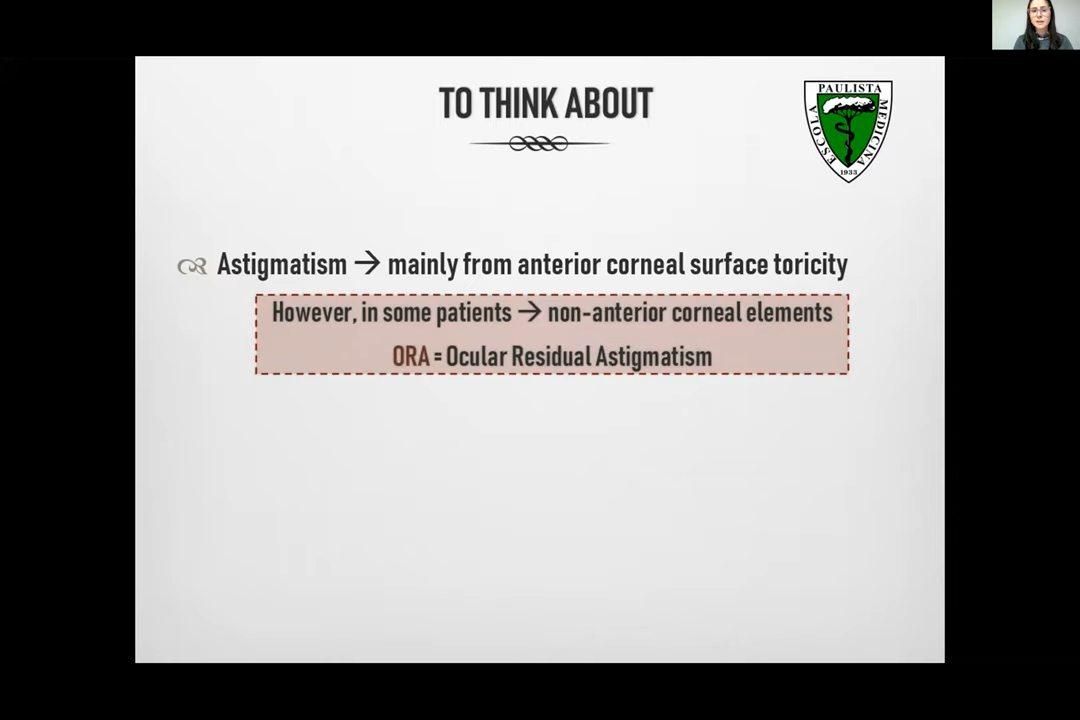 TO THINK ABOUT
ESCOLA PAULISTA MEDICINA
1933
Astigmatism → mainly from anterior corneal surface toricity
However, in some patients → non-anterior corneal elements
ORA = Ocular Residual Astigmatism